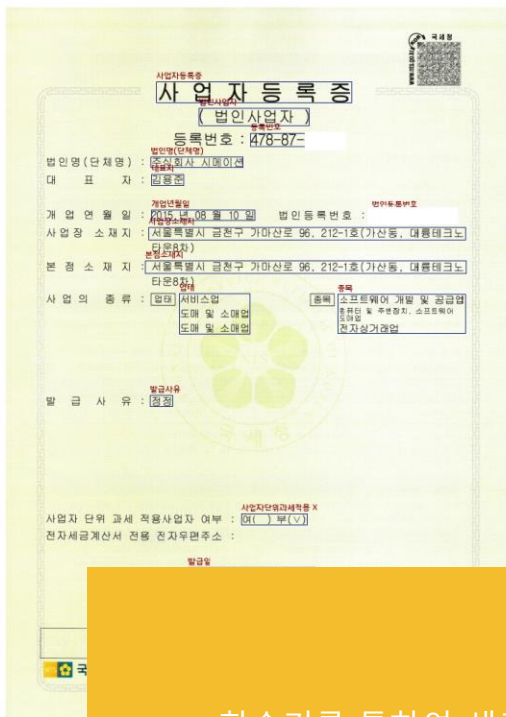 국세청
www.nts.go.kr
사업자등록증
사업자등록증
법인사업자
( 법인사업자 )
등록번호
등록번호 : 478-87-
법인명(단체명)
법인명(단체명) : 주식회사 시메이션
대표자
대 표 자 : 김용준
개업년월일 법인등록번호
개 업 연 월 일 : 2015 년 08 월 10 일 법인등록번호 :
사업장소재지
사업장 소재지 : 서울특별시 금천구 가마산로 96, 212-1호(가산동, 대륭테크노
타운8차)
본점소재지
본 점 소 재 지 : 서울특별시 금천구 가마산로 96, 212-1호(가산동, 대륭테크노
타운8차)
업태 종목
사 업 의 종 류 : 업태 서비스업 종목 소프트웨어 개발 및 공급업
도매 및 소매업 컴퓨터 및 주변장치, 소프트웨어
도매업
도매 및 소매업 전자상거래업
발급사유
발 급 사 유 : 정정
국세청
사업자단위과세적용 X
사업자 단위 과세 적용사업자 여부 : 여( ) 부(∨)
전자세금계산서 전용 전자우편주소 :
발급일
국